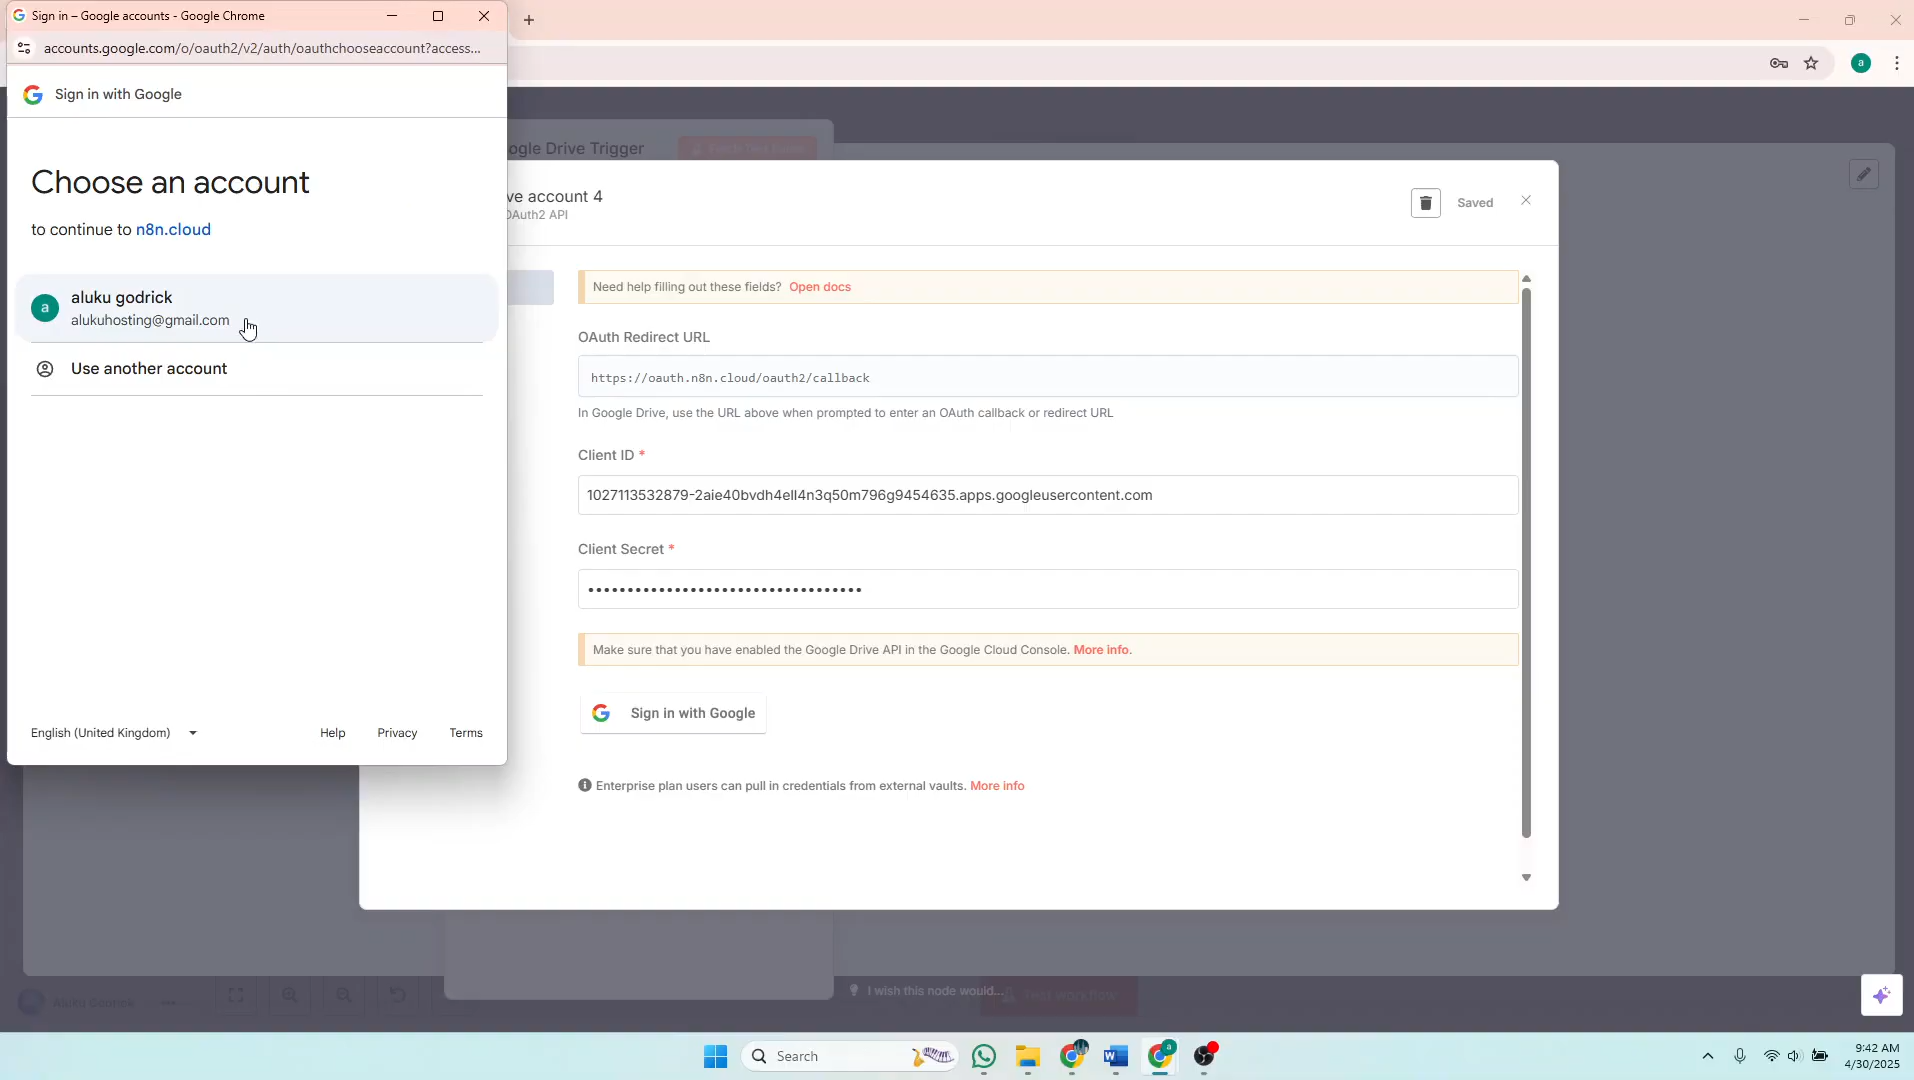 Sign in – Google accounts - Google Chrome
accounts.google.com/o/oauth2/v2/auth/oauthchooseaccount?access...
Sign in with Google
Choose an account
to continue to n8n.cloud
a
aluku godrick
alukuhosting@gmail.com
Use another account
English (United Kingdom)
Help
Privacy
Terms
a
ogle Drive Trigger
ve account 4
OAuth2 API
Saved
Need help filling out these fields? Open docs
OAuth Redirect URL
https://oauth.n8n.cloud/oauth2/callback
In Google Drive, use the URL above when prompted to enter an OAuth callback or redirect URL
Client ID *
1027113532879-2aie40bvdh4ell4n3q50m796g9454635.apps.googleusercontent.com
Client Secret *
••••••••••••••••••••••••••••••••••
Make sure that you have enabled the Google Drive API in the Google Cloud Console. More info.
Sign in with Google
Enterprise plan users can pull in credentials from external vaults. More info
Aluku Godrick
I wish this node would...
Test workflow
Search
9:42 AM
4/30/2025